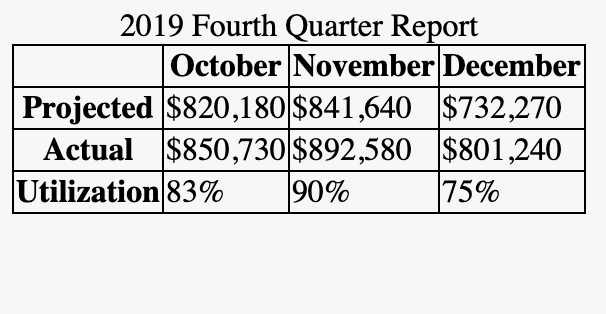 2019 Fourth Quarter Report
October November December
Projected $820,180 $841,640 $732,270
Actual $850,730 $892,580 $801,240
Utilization 83% 90% 75%